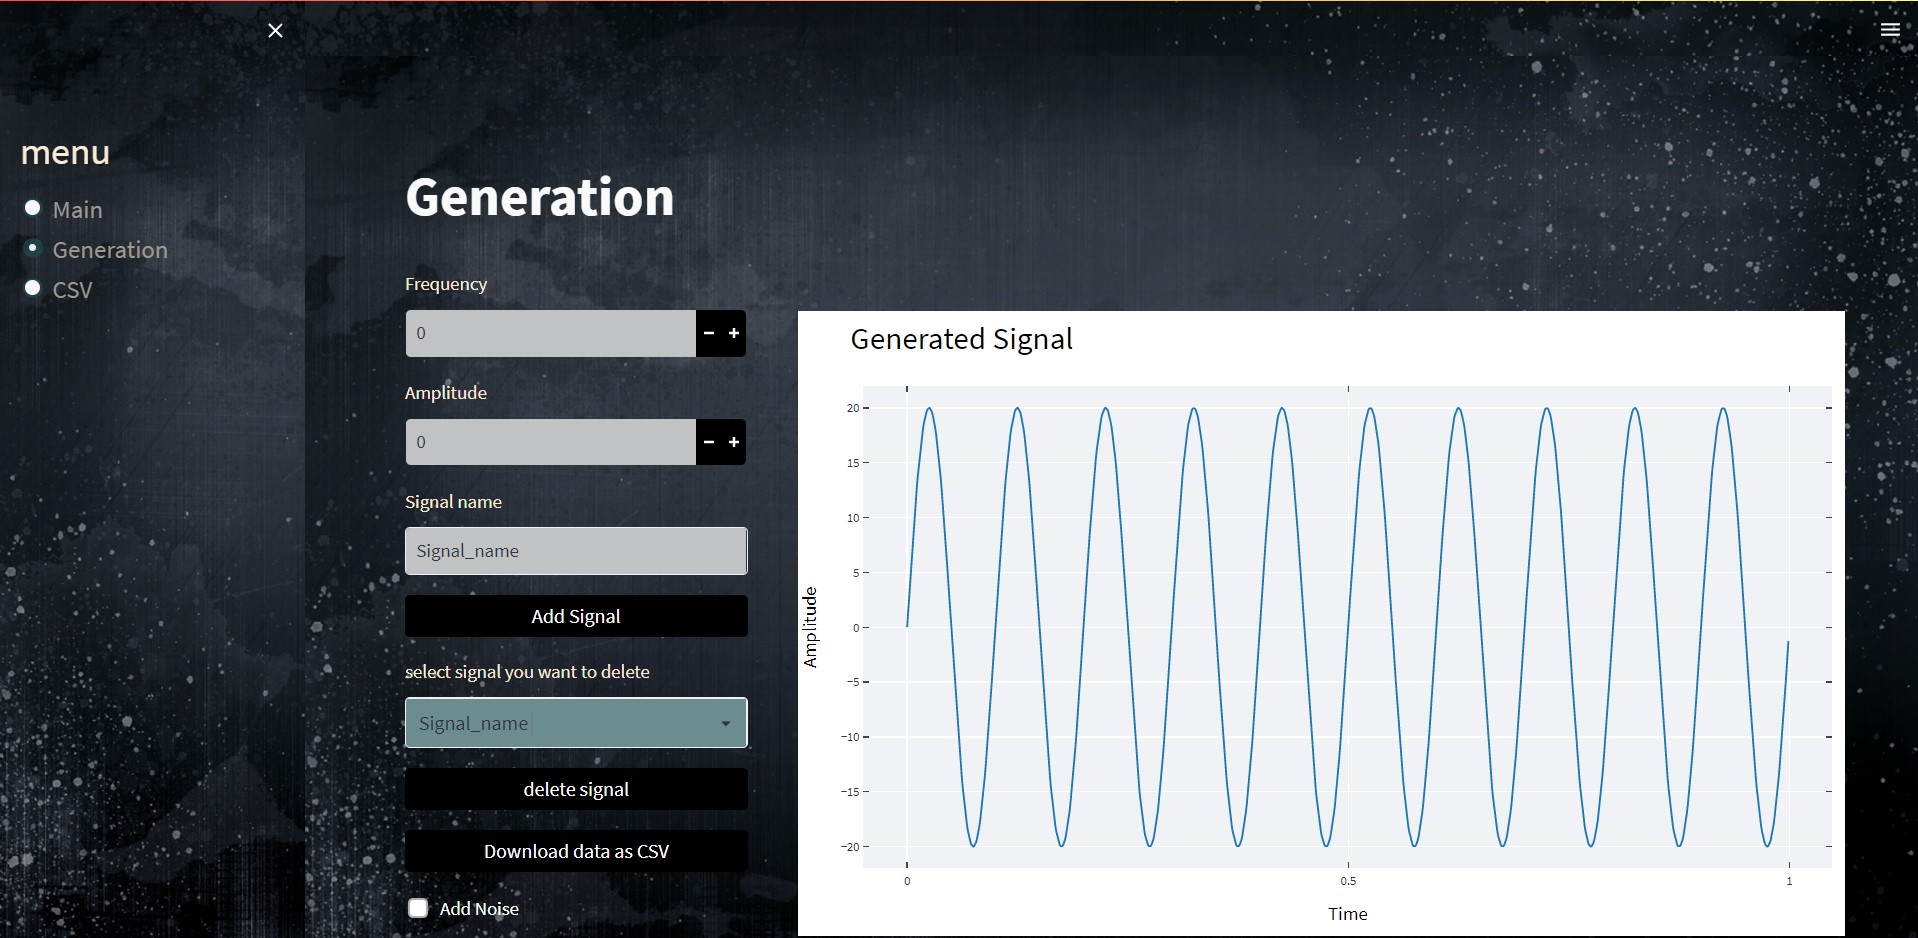 menu
Main
Generation
CSV
Generation
Frequency
0
Amplitude
0
Signal name
Signal_name
Add Signal
select signal you want to delete
Signal_name
delete signal
Download data as CSV
Add Noise
Generated Signal
20
15
10
5
0
−5
−10
−15
−20
Amplitude
0
0.5
1
Time